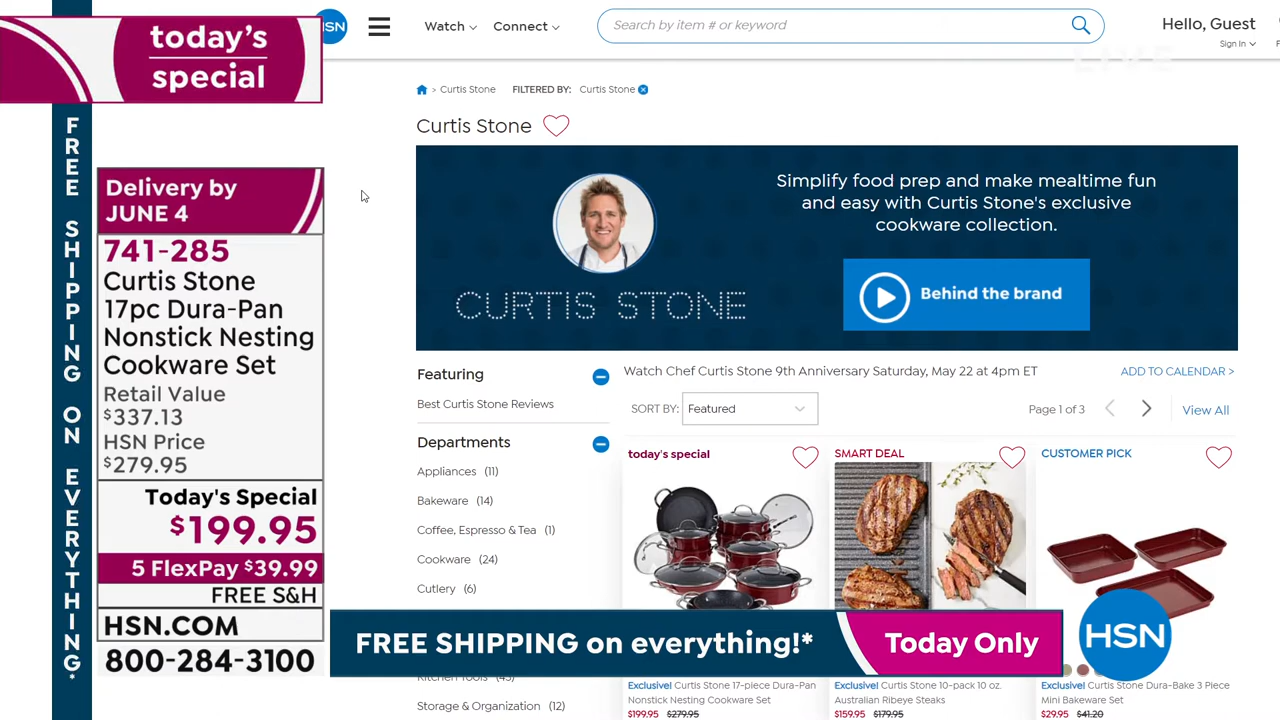 today's
special
FREE SHIPPING ON EVERYTHING*
Delivery by
JUNE 4
741-285
Curtis Stone
17pc Dura-Pan
Nonstick Nesting
Cookware Set
Retail Value
$337.13
HSN Price
$279.95
Today's Special
$199.95
5 FlexPay $39.99
FREE S&H
HSN.COM
800-284-3100
HSN
Watch
Connect
Search by item # or keyword
Hello, Guest
Sign In
LIVE
> Curtis Stone FILTERED BY: Curtis Stone
Curtis Stone
Simplify food prep and make mealtime fun
and easy with Curtis Stone's exclusive
cookware collection.
CURTIS STONE
Behind the brand
Featuring
Best Curtis Stone Reviews
Departments
Appliances (11)
Bakeware (14)
Coffee, Espresso & Tea (1)
Cookware (24)
Cutlery (6)
Kitchen Tools (43)
Storage & Organization (12)
Watch Chef Curtis Stone 9th Anniversary Saturday, May 22 at 4pm ET
ADD TO CALENDAR >
SORT BY: Featured
Page 1 of 3
View All
today's special
SMART DEAL
CUSTOMER PICK
FREE SHIPPING on everything!*
Today Only
HSN
Exclusive! Curtis Stone 17-piece Dura-Pan
Nonstick Nesting Cookware Set
$199.95 $279.95
Exclusive! Curtis Stone 10-pack 10 oz.
Australian Ribeye Steaks
$159.95 $179.95
Exclusive! Curtis Stone Dura-Bake 3 Piece
Mini Bakeware Set
$29.95 $41.20